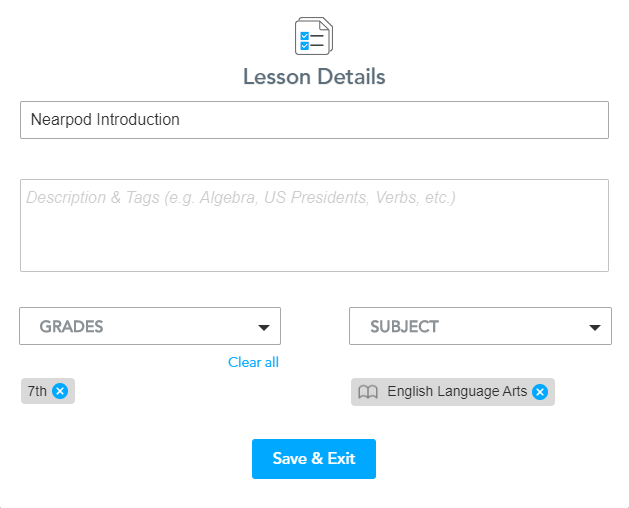 Lesson Details
Nearpod Introduction
Description & Tags (e.g. Algebra, US Presidents, Verbs, etc.)
GRADES
SUBJECT
Clear all
7th
English Language Arts
Save & Exit